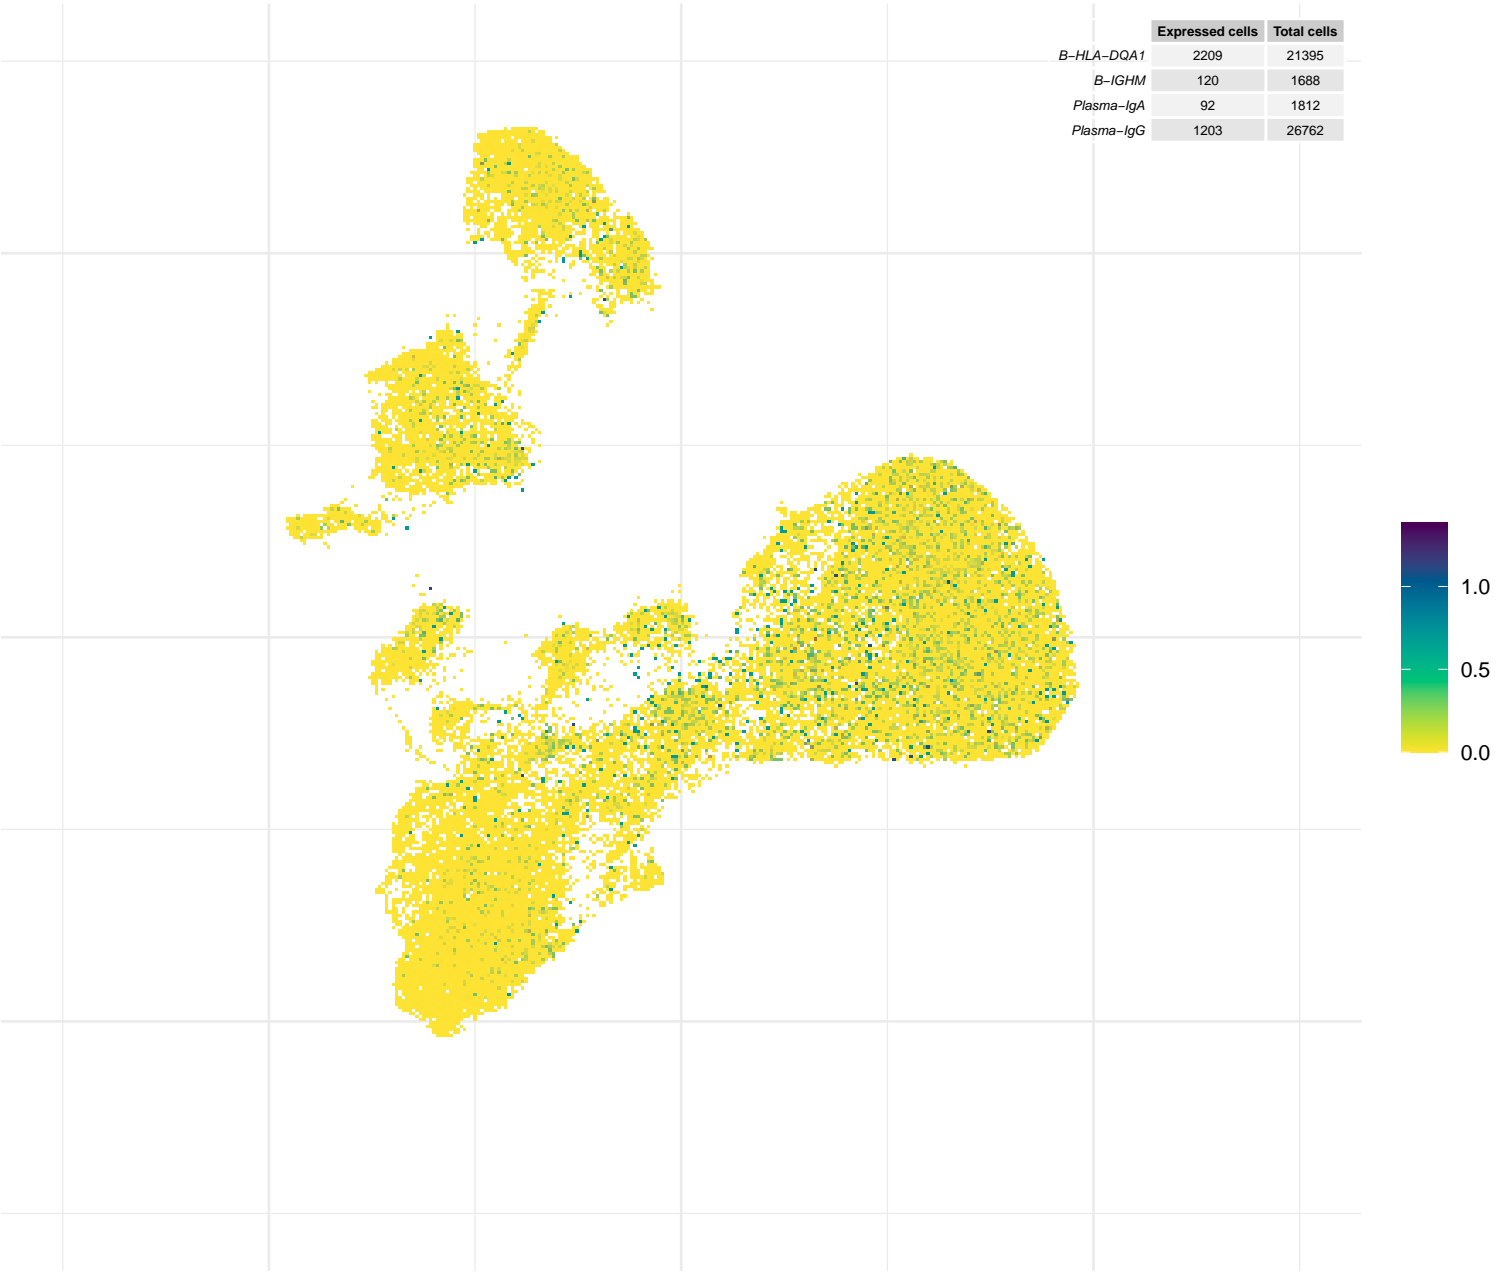 Expressed cells Total cells
B−HLA−DQA1 2209 21395
B−IGHM 120 1688
Plasma−IgA 92 1812
Plasma−IgG 1203 26762
1.0
0.5
0.0